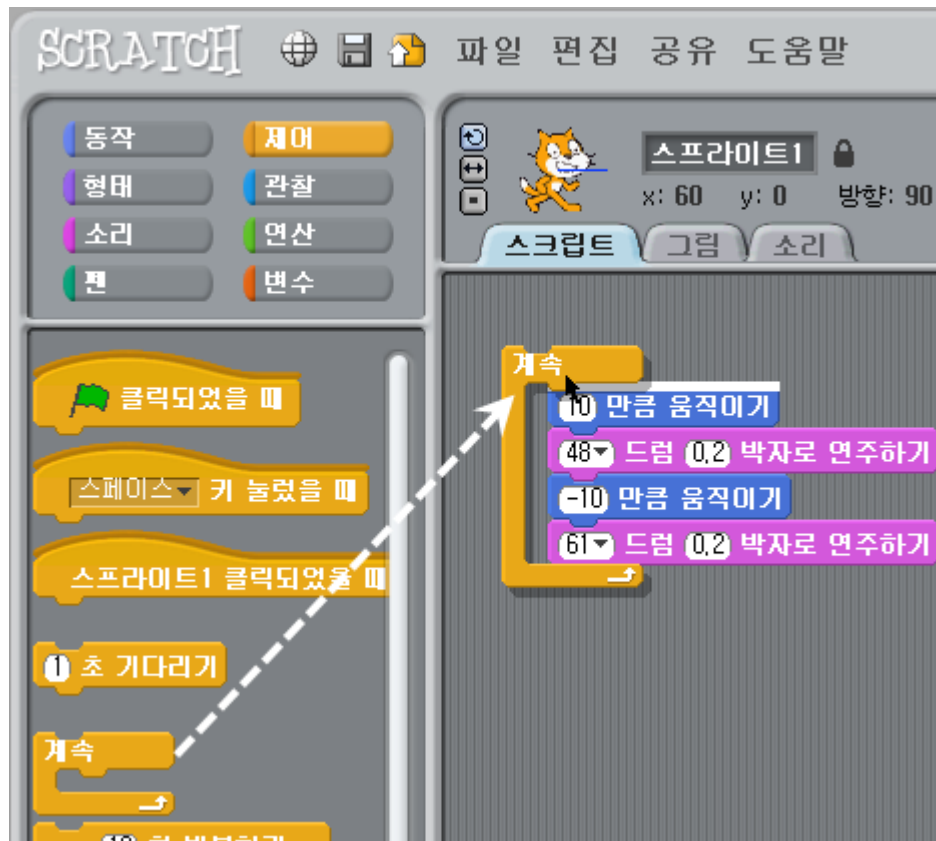 SCRATCH 파일 편집 공유 도움말
동작 제어
형태 관찰
소리 연산
펜 변수
스프라이트1
x: 60 y: 0 방향: 90
스크립트 그림 소리
클릭되었을 때
스페이스 키 눌렀을 때
스프라이트1 클릭되었을 때
1 초 기다리기
계속
10 번 반복하기
계속
10 만큼 움직이기
48 드럼 0.2 박자로 연주하기
-10 만큼 움직이기
61 드럼 0.2 박자로 연주하기